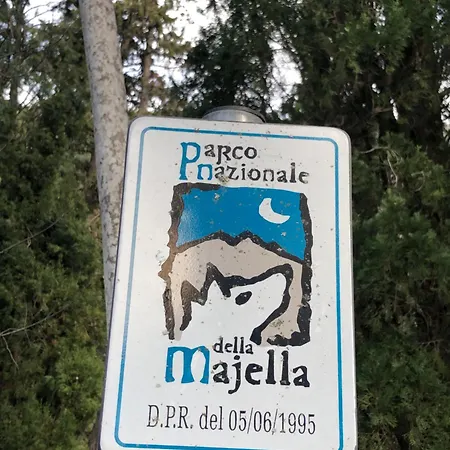 Parco
Nazionale
della
Majella
D.P.R. del 05/06/1995